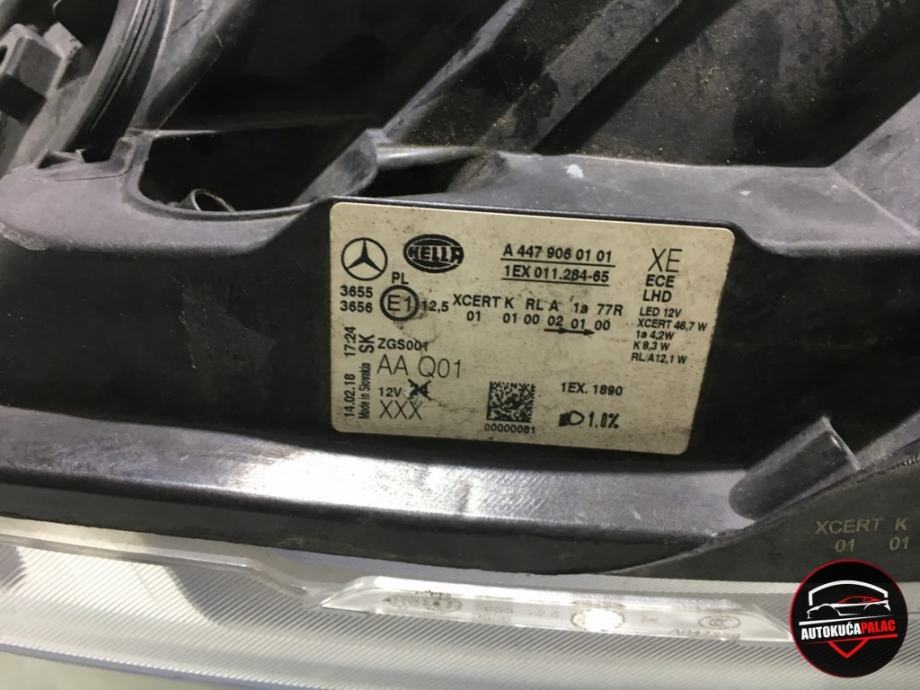 HELLA
A 447 906 01 01
1EX 011.284-65
XE
ECE
LHD
LED 12V
XCERT 46,7 W
1a 4,2W
K 8,3 W
RL/A12,1 W
3655
3656
PL
E1
12,5
XCERT K RL A 1a 77R
01 01 00 02 01 00
14.02.18 17:24
Made in Slovakia
SK
ZGS001
AA Q01
12V
XXX
00000081
1EX. 1890
1.0%
XCERT K
01 01
AUTOKUĆAPALAC